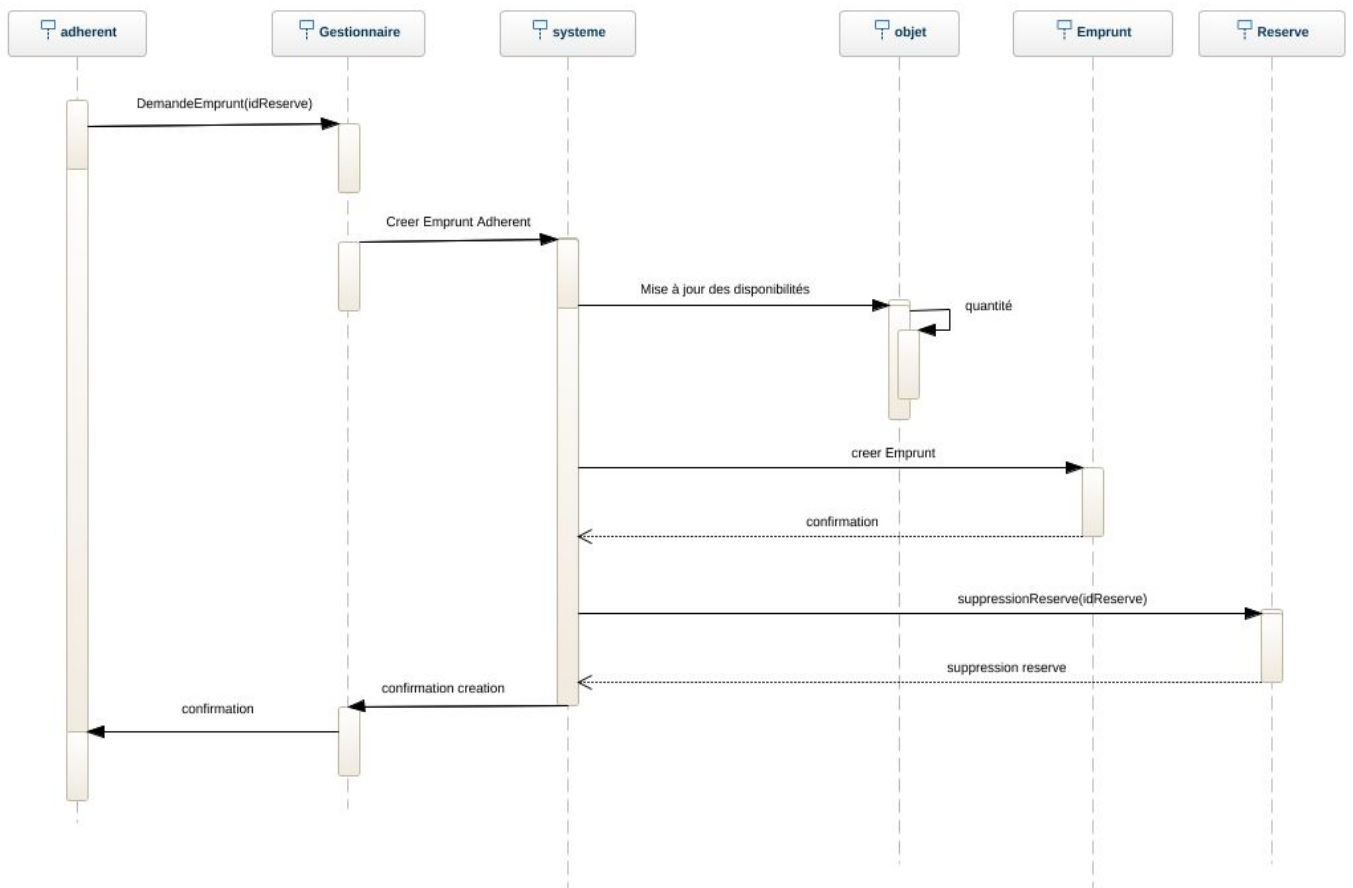 adherent
Gestionnaire
systeme
objet
Emprunt
Reserve
DemandeEmprunt(idReserve)
Creer Emprunt Adherent
Mise à jour des disponibilités
quantité
creer Emprunt
confirmation
suppressionReserve(idReserve)
suppression reserve
confirmation creation
confirmation